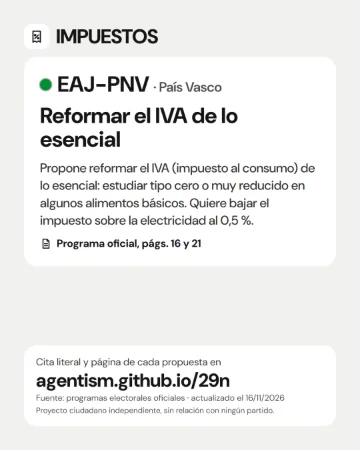 IMPUESTOS
EAJ-PNV · País Vasco
Reformar el IVA de lo
esencial
Propone reformar el IVA (impuesto al consumo) de
lo esencial: estudiar tipo cero o muy reducido en
algunos alimentos básicos. Quiere bajar el
impuesto sobre la electricidad al 0,5 %.
Programa oficial, págs. 16 y 21
Cita literal y página de cada propuesta en
agentism.github.io/29n
Fuente: programas electorales oficiales · actualizado el 16/11/2026
Proyecto ciudadano independiente, sin relación con ningún partido.